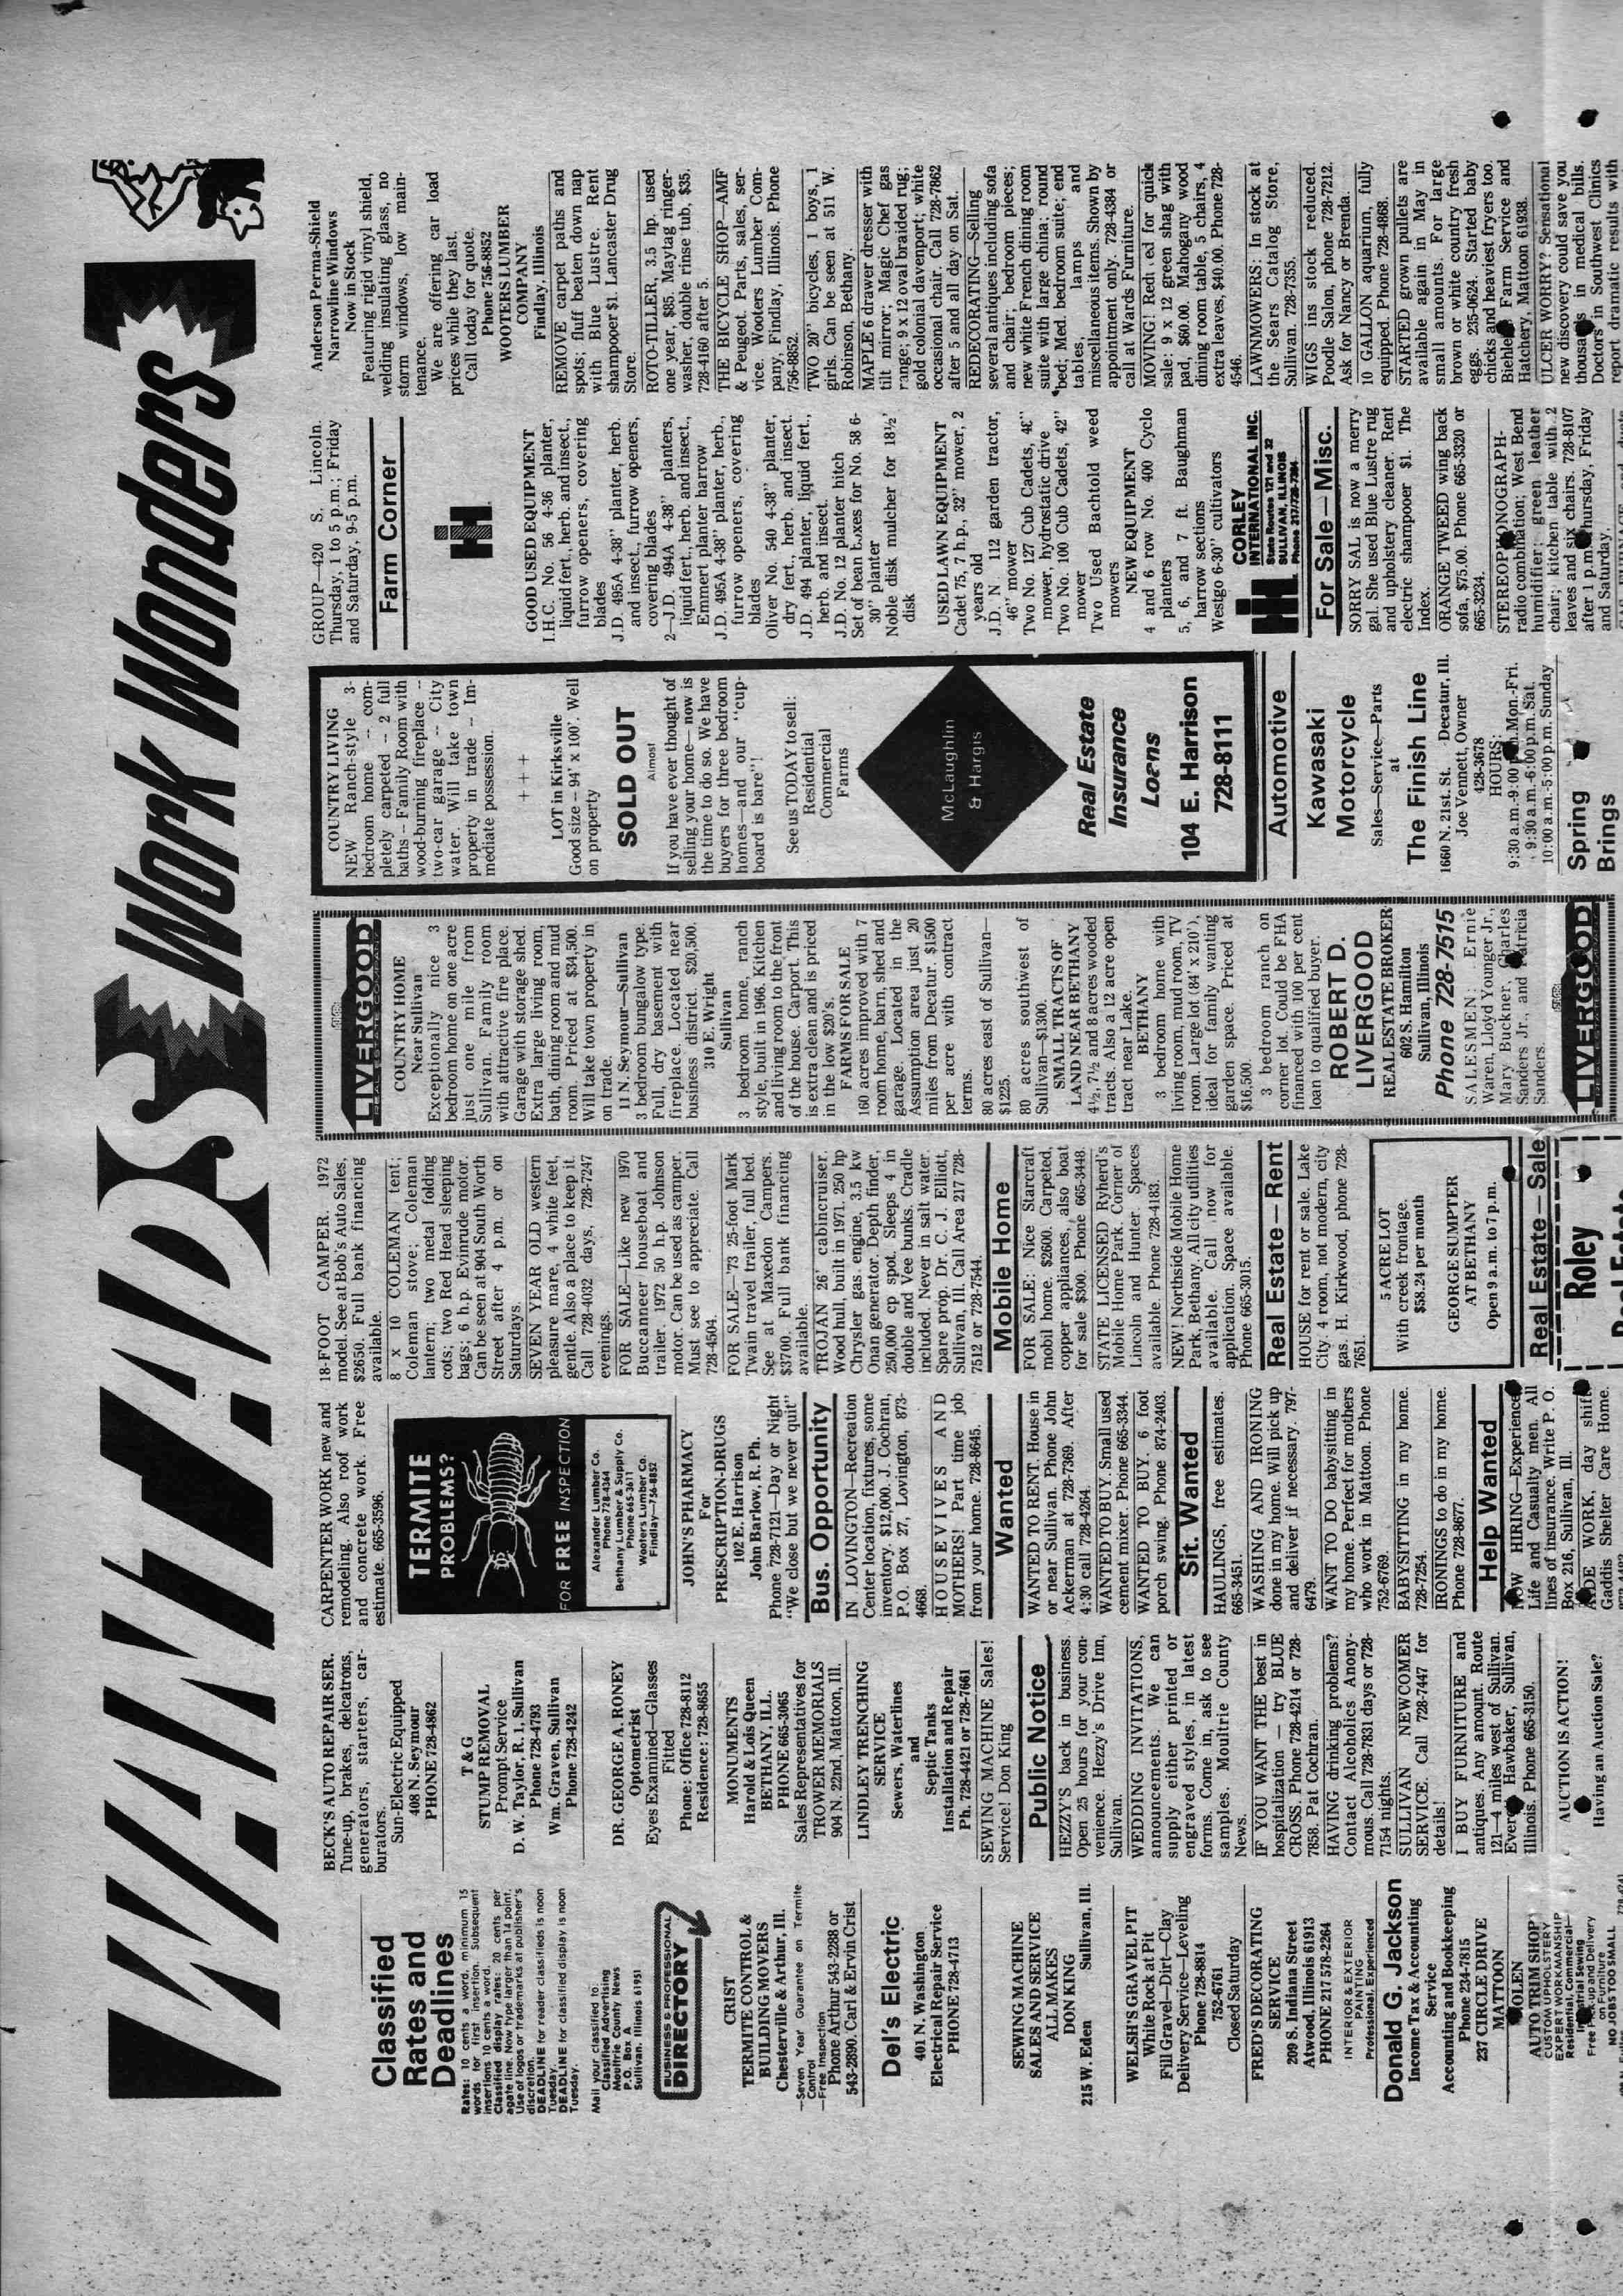 WANT ADS Work Wonders
Classified
Rates and
Deadlines
Rates: 10 cents a word, minimum 15
words for first insertion. Subsequent
insertions 10 cents a word.
Classified display rates: 20 cents per
agate line. Now type larger than 14 point.
Use of logos or trademarks at publisher's
discretion.
DEADLINE for reader classifieds is noon
Tuesday.
DEADLINE for classified display is noon
Tuesday.
Mail your classified to:
Classified Advertising
Moultrie County News
P.O. Box A
Sullivan, Illinois 61951
BUSINESS & PROFESSIONAL
DIRECTORY
CRIST
TERMITE CONTROL &
BUILDING MOVERS
Chesterville & Arthur, Ill.
—Seven Year Guarantee on Termite
Control
—Free Inspection
Phone Arthur 543-2288 or
543-2890. Carl & Ervin Crist
Del's Electric
401 N. Washington
Electrical Repair Service
PHONE 728-4713
SEWING MACHINE
SALES AND SERVICE
ALL MAKES
DON KING
215 W. Eden Sullivan, Ill.
WELSH'S GRAVEL PIT
White Rock at Pit
Fill Gravel—Dirt—Clay
Delivery Service—Leveling
Phone 728-8814
752-6761
Closed Saturday
FRED'S DECORATING
SERVICE
209 S. Indiana Street
Atwood, Illinois 61913
PHONE 217 578-2264
INTERIOR & EXTERIOR
PAINTING
Professional, Experienced
Donald G. Jackson
Income Tax & Accounting
Service
Accounting and Bookkeeping
Phone 234-7815
237 CIRCLE DRIVE
MATTOON
AUTO TRIM SHOP
CUSTOM UPHOLSTERY
EXPERT WORKMANSHIP
Residential, Commercial—
Sewing
Free Pick-up and Delivery
on Furniture
NO JOBS TOO SMALL
BECK'S AUTO REPAIR SER.
Tune-up, brakes, delcatrons,
generators, starters, car-
burators.
Sun-Electric Equipped
408 N. Seymour
PHONE 728-4862
T & G
STUMP REMOVAL
Prompt Service
D. W. Taylor, R. 1, Sullivan
Phone 728-4793
Wm. Graven, Sullivan
Phone 728-4242
DR. GEORGE A. RONEY
Optometrist
Eyes Examined—Glasses
Fitted
Phone: Office 728-8112
Residence: 728-8655
MONUMENTS
Harold & Lois Queen
BETHANY, ILL.
PHONE 665-3065
Sales Representatives for
TROWER MEMORIALS
904 N. 22nd, Mattoon, Ill.
LINDLEY TRENCHING
SERVICE
Sewers, Waterlines
and
Septic Tanks
Installation and Repair
Ph. 728-4421 or 728-7661
SEWING MACHINE Sales!
Service! Don King
Public Notice
HEZZY'S back in business.
Open 25 hours for your con-
venience. Hezzy's Drive Inn,
Sullivan.
WEDDING INVITATIONS,
announcements. We can
supply either printed or
engraved styles, in latest
forms. Come in, ask to see
samples. Moultrie County
News.
IF YOU WANT THE best in
hospitalization — try BLUE
CROSS. Phone 728-4214 or 728-
7858. Pat Cochran.
HAVING drinking problems?
Contact Alcoholics Anony-
mous. Call 728-7831 days or 728-
7154 nights.
SULLIVAN NEWCOMER
SERVICE. Call 728-7447 for
details!
I BUY FURNITURE and
antiques. Any amount. Route
121—4 miles west of Sullivan.
Everett Hawbaker, Sullivan,
Illinois. Phone 665-3150.
AUCTION IS ACTION!
Having an Auction Sale?
CARPENTER WORK new and
remodeling. Also roof work
and concrete work. Free
estimate. 665-3596.
TERMITE
PROBLEMS?
FOR FREE INSPECTION
Alexander Lumber Co.
Phone 728-4364
Bethany Lumber & Supply Co.
Phone 665-3611
Wooters Lumber Co.
Findlay—756-8852
JOHN'S PHARMACY
For
PRESCRIPTION-DRUGS
102 E. Harrison
John Barlow, R. Ph.
Phone 728-7121—Day or Night
"We close but we never quit"
Bus. Opportunity
IN LOVINGTON—Recreation
Center location, fixtures, some
inventory. $12,000. J. Cochran,
P.O. Box 27, Lovington, 873-
4668.
HOUSEWIVES AND
MOTHERS! Part time job
from your home. 728-8645.
Wanted
WANTED TO RENT. House in
or near Sullivan. Phone John
Ackerman at 728-7369. After
4:30 call 728-4264.
WANTED TO BUY. Small used
cement mixer. Phone 665-3344.
WANTED TO BUY. 6 foot
porch swing. Phone 874-2403.
Sit. Wanted
HAULINGS, free estimates.
665-3451.
WASHING AND IRONING
done in my home. Will pick up
and deliver if necessary. 797-
6479.
WANT TO DO babysitting in
my home. Perfect for mothers
who work in Mattoon. Phone
752-6769.
BABYSITTING in my home.
728-7254.
IRONINGS to do in my home.
Phone 728-8677.
Help Wanted
NOW HIRING—Experienced
Life and Casualty men. All
lines of insurance. Write P. O.
Box 216, Sullivan, Ill.
AIDE WORK, day shift.
Gaddis Shelter Care Home.
18-FOOT CAMPER. 1972
model. See at Bob's Auto Sales.
$2650. Full bank financing
available.
8 x 10 COLEMAN tent;
Coleman stove; Coleman
lantern; two metal folding
cots; two Red Head sleeping
bags; 6 h.p. Evinrude motor.
Can be seen at 904 South Worth
Street after 4 p.m. or on
Saturdays.
SEVEN YEAR OLD western
pleasure mare, 4 white feet,
gentle. Also a place to keep it.
Call 728-4032 days, 728-7247
evenings.
FOR SALE—Like new 1970
Buccanneer houseboat and
trailer. 1972 50 h.p. Johnson
motor. Can be used as camper.
Must see to appreciate. Call
728-4504.
FOR SALE—'73 25-foot Mark
Twain travel trailer, full bed.
See at Maxedon Campers.
$3700. Full bank financing
available.
TROJAN 26' cabincruiser.
Wood hull, built in 1971. 250 hp
Chrysler gas engine, 3.5 kw
Onan generator. Depth finder,
250,000 cp spot. Sleeps 4 in
double and Vee bunks. Cradle
included. Never in salt water.
Spare prop. Dr. C. J. Elliott,
Sullivan, Ill. Call Area 217 728-
7512 or 728-7544.
Mobile Home
FOR SALE: Nice Starcraft
mobil home. $2600. Carpeted,
copper appliances, also boat
for sale $300. Phone 665-3448.
STATE LICENSED Ryherd's
Mobile Home Park. Corner of
Lincoln and Hunter. Spaces
available. Phone 728-4183.
NEW! Northside Mobile Home
Park, Bethany. All city utilities
available. Call now for
application. Space available.
Phone 665-3015.
Real Estate—Rent
HOUSE for rent or sale. Lake
City. 4 room, not modern, city
gas. H. Kirkwood, phone 728-
7651.
5 ACRE LOT
With creek frontage.
$58.24 per month
GEORGE SUMPTER
AT BETHANY
Open 9 a.m. to 7 p.m.
Real Estate—Sale
Roley
LIVERGOOD
COUNTRY HOME
Near Sullivan
Exceptionally nice 3
bedroom home on one acre
just one mile from
Sullivan. Family room
with attractive fire place.
Garage with storage shed.
Extra large living room,
bath, dining room and mud
room. Priced at $34,500.
Will take town property in
on trade.
11 N. Seymour—Sullivan
3 bedroom bungalow type.
Full, dry basement with
fireplace. Located near
business district. $20,500.
310 E. Wright
Sullivan
3 bedroom home, ranch
style, built in 1966. Kitchen
and living room to the front
of the house. Carport. This
is extra clean and is priced
in the low $20's.
FARMS FOR SALE
160 acres improved with 7
room home, barn, shed and
garage. Located in the
Assumption area just 20
miles from Decatur. $1500
per acre with contract
terms.
80 acres east of Sullivan—
$1225.
80 acres southwest of
Sullivan—$1300.
SMALL TRACTS OF
LAND NEAR BETHANY
4½, 7½ and 8 acres wooded
tracts. Also a 12 acre open
tract near Lake.
BETHANY
3 bedroom home with
living room, mud room, TV
room. Large lot (84' x 210'),
ideal for family wanting
garden space. Priced at
$16,500.
3 bedroom ranch on
corner lot. Could be FHA
financed with 100 per cent
loan to qualified buyer.
ROBERT D.
LIVERGOOD
REAL ESTATE BROKER
602 S. Hamilton
Sullivan, Illinois
Phone 728-7515
SALESMEN: Ernie
Waren, Lloyd Younger Jr.,
Mary Buckner, Charles
Sanders Jr., and Patricia
Sanders.
LIVERGOOD
COUNTRY LIVING
NEW Ranch-style 3-
bedroom home -- com-
pletely carpeted -- 2 full
baths -- Family Room with
wood-burning fireplace --
two-car garage -- City
water. Will take town
property in trade -- Im-
mediate possession.
+ + +
LOT in Kirksville
Good size -- 94' x 100'. Well
on property
SOLD OUT
Almost
If you have ever thought of
selling your home—now is
the time to do so. We have
buyers for three bedroom
homes—and our "cup-
board is bare"!
See us TODAY to sell:
Residential
Commercial
Farms
McLaughlin
& Hargis
Real Estate
Insurance
Loans
104 E. Harrison
728-8111
Automotive
Kawasaki
Motorcycle
Sales—Service—Parts
at
The Finish Line
1660 N. 21st. St. Decatur, Ill.
Joe Vennett, Owner
428-3678
HOURS:
9:30 a.m.-9:00 p.m. Mon.-Fri.
9:30 a.m.-6:00 p.m. Sat.
10:00 a.m.-5:00 p.m. Sunday
Spring
Brings
GROUP—420 S. Lincoln.
Thursday, 1 to 5 p.m.; Friday
and Saturday, 9-5 p.m.
Farm Corner
GOOD USED EQUIPMENT
I.H.C. No. 56 4-36 planter,
liquid fert., herb. and insect.,
furrow openers, covering
blades
J.D. 495A 4-38" planter, herb.
and insect., furrow openers,
covering blades
2—J.D. 494A 4-38" planters,
liquid fert., herb. and insect.,
Emmert planter harrow
J.D. 495A 4-38" planter, herb.,
furrow openers, covering
blades
Oliver No. 540 4-38" planter,
dry fert., herb. and insect.
J.D. 494 planter, liquid fert.,
herb. and insect.
J.D. No. 12 planter hitch
Set of bean boxes for No. 58 6-
30" planter
Noble disk mulcher for 18½'
disk
USED LAWN EQUIPMENT
Cadet 75, 7 h.p., 32" mower, 2
years old
J.D. N 112 garden tractor,
46" mower
Two No. 127 Cub Cadets, 48"
mower, hydrostatic drive
Two No. 100 Cub Cadets, 42"
mower
Two Used Bachtold weed
mowers
NEW EQUIPMENT
4 and 6 row No. 400 Cyclo
planters
5, 6, and 7 ft. Baughman
harrow sections
Westgo 6-30" cultivators
CORLEY
INTERNATIONAL INC.
State Routes 121 and 32
SULLIVAN, ILLINOIS
Phone 217/728-7384
For Sale—Misc.
SORRY SAL is now a merry
gal. She used Blue Lustre rug
and upholstery cleaner. Rent
electric shampooer $1. The
Index.
ORANGE TWEED wing back
sofa, $75.00. Phone 665-3320 or
665-3234.
STEREOPHONOGRAPH-
radio combination; West Bend
humidifier; green leather
chair; kitchen table with 2
leaves and six chairs. 728-8107
after 1 p.m. Thursday, Friday
and Saturday.
Anderson Perma-Shield
Narrowline Windows
Now in Stock
Featuring rigid vinyl shield,
welding insulating glass, no
storm windows, low main-
tenance.
We are offering car load
prices while they last.
Call today for quote.
Phone 756-8852
WOOTERS LUMBER
COMPANY
Findlay, Illinois
REMOVE carpet paths and
spots; fluff beaten down nap
with Blue Lustre. Rent
shampooer $1. Lancaster Drug
Store.
ROTO-TILLER, 3.5 hp. used
one year, $85. Maytag ringer-
washer, double rinse tub, $35.
728-4160 after 5.
THE BICYCLE SHOP—AMF
& Peugeot. Parts, sales, ser-
vice. Wooters Lumber Com-
pany, Findlay, Illinois. Phone
756-8852.
TWO 20" bicycles, 1 boys, 1
girls. Can be seen at 511 W.
Robinson, Bethany.
MAPLE 6 drawer dresser with
tilt mirror; Magic Chef gas
range; 9 x 12 oval braided rug;
gold colonial davenport; white
occasional chair. Call 728-7862
after 5 and all day on Sat.
REDECORATING—Selling
several antiques including sofa
and chair; bedroom pieces;
new white French dining room
suite with large china; round
bed; Med. bedroom suite; end
tables, lamps and
miscellaneous items. Shown by
appointment only. 728-4384 or
call at Wards Furniture.
MOVING! Reduced for quick
sale: 9 x 12 green shag with
pad, $60.00. Mahogany wood
dining room table, 5 chairs, 4
extra leaves, $40.00. Phone 728-
4546.
LAWNMOWERS: In stock at
the Sears Catalog Store,
Sullivan. 728-7355.
WIGS ins stock reduced.
Poodle Salon, phone 728-7212.
Ask for Nancy or Brenda.
10 GALLON aquarium, fully
equipped. Phone 728-4868.
STARTED grown pullets are
available again in May in
small amounts. For large
brown or white country fresh
eggs. 235-0624. Started baby
chicks and heaviest fryers too.
Biehler Farm Service and
Hatchery, Mattoon 61938.
ULCER WORRY? Sensational
new discovery could save you
thousands in medical bills.
Doctors in Southwest Clinics
report dramatic results with